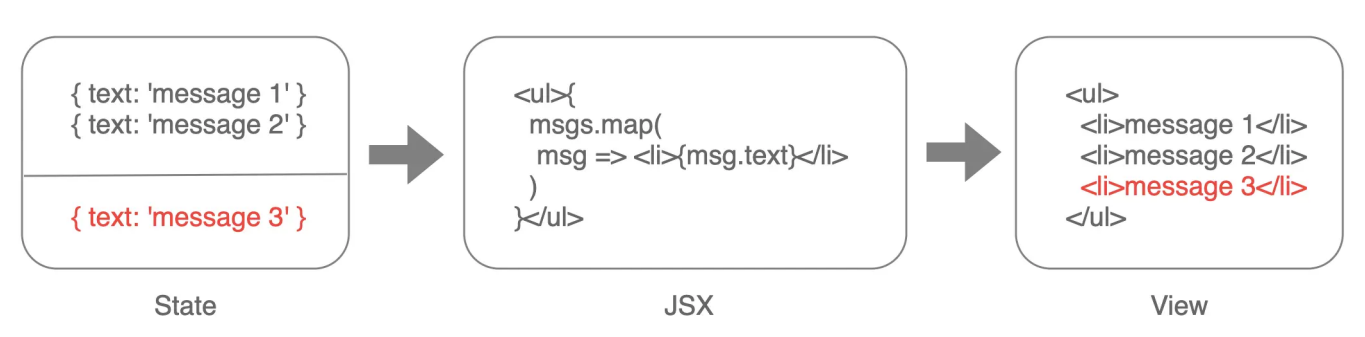 { text: 'message 1' }
{ text: 'message 2' }
{ text: 'message 3' }
State
<ul>{
msgs.map(
msg => <li>{msg.text}</li>
)
}</ul>
JSX
<ul>
<li>message 1</li>
<li>message 2</li>
<li>message 3</li>
</ul>
View